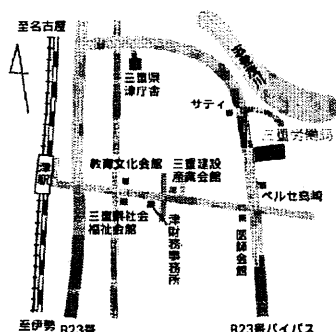 至名古屋
三重県
津庁舎
サティ
三重労働局
教育文化会館
三重建設
産業会館
津駅
ベルセ島崎
三重県社会
福祉会館
津財務事務所
医師会館
至伊勢
R23号
R23号バイパス